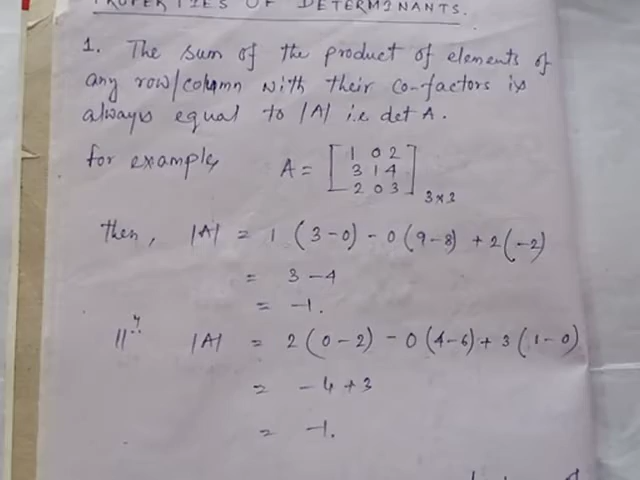 PROPERTIES OF DETERMINANTS.
1. The sum of the product of elements of
any row/column with their co-factors is
always equal to |A| i.e det A.
for example, A = [1 0 2
3 1 4
2 0 3] 3×3
then, |A| = 1 (3-0) - 0 (9-8) + 2(-2)
= 3-4
= -1.
||ly |A| = 2 (0-2) - 0 (4-6) + 3 (1-0)
= -4+3
= -1.